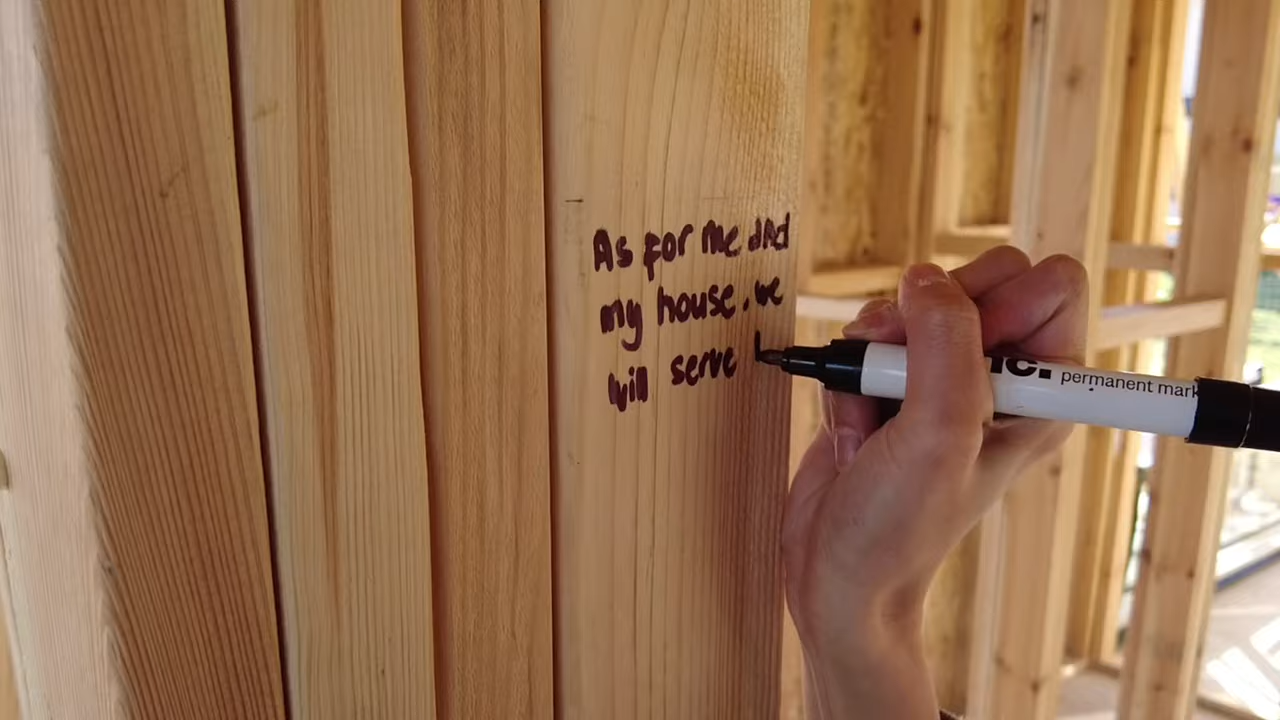 As for me and
my house, we
will serve
permanent mark